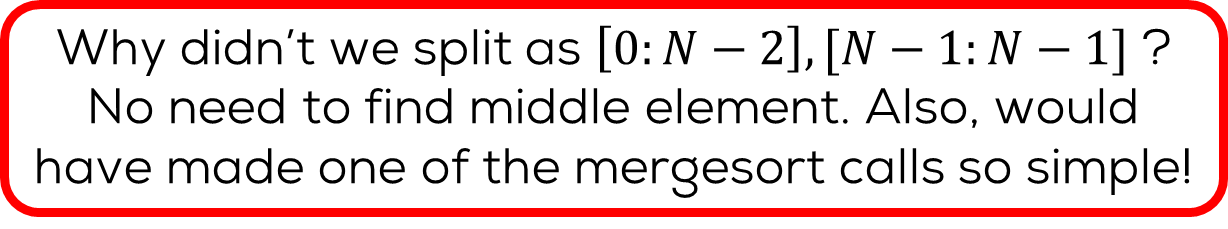 Why didn’t we split as [0: N − 2], [N − 1: N − 1] ?
No need to find middle element. Also, would
have made one of the mergesort calls so simple!